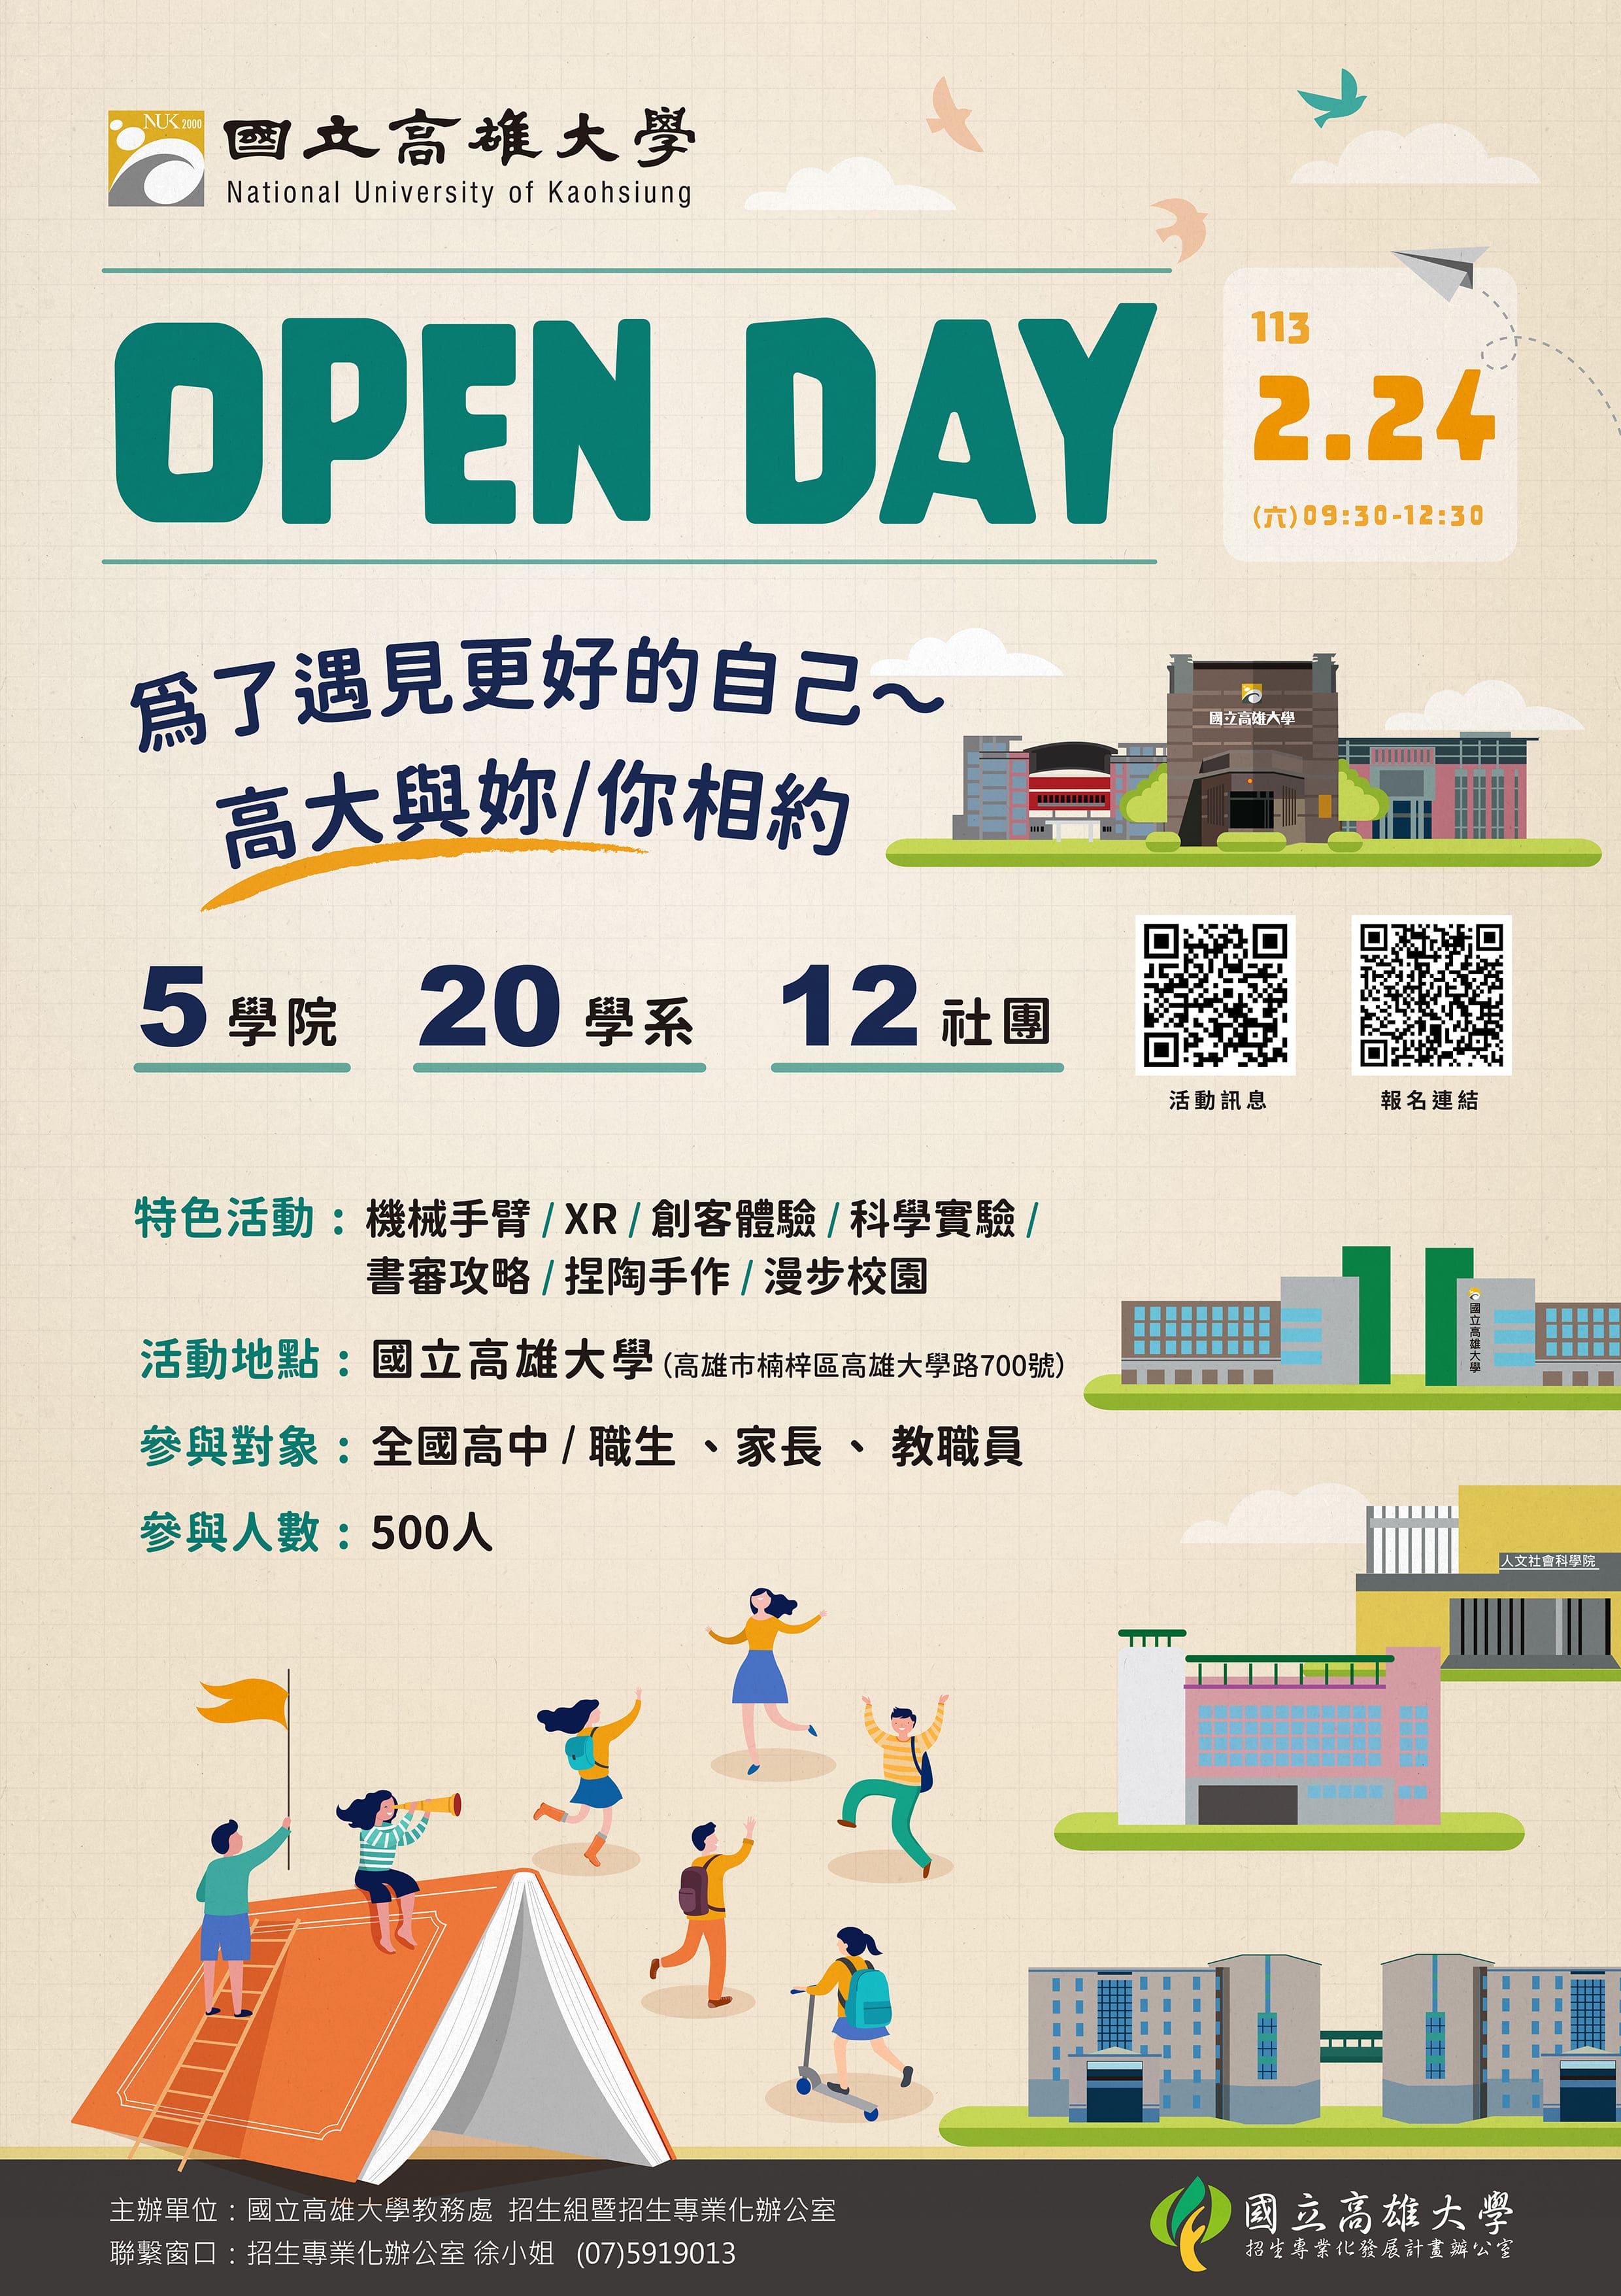 NUK 2000
國立高雄大學
National University of Kaohsiung
OPEN DAY
113
2.24
(六)09:30-12:30
為了遇見更好的自己～
高大與妳/你相約
國立高雄大學
5 學院 20 學系 12 社團
活動訊息 報名連結
特色活動：機械手臂 / XR / 創客體驗 / 科學實驗 /
書審攻略 / 捏陶手作 / 漫步校園
國立高雄大學
活動地點：國立高雄大學 (高雄市楠梓區高雄大學路700號)
參與對象：全國高中 / 職生 、家長 、 教職員
參與人數：500人
人文社會科學院
主辦單位：國立高雄大學教務處 招生組暨招生專業化辦公室
聯繫窗口：招生專業化辦公室 徐小姐 (07)5919013
國立高雄大學
招生專業化發展計畫辦公室